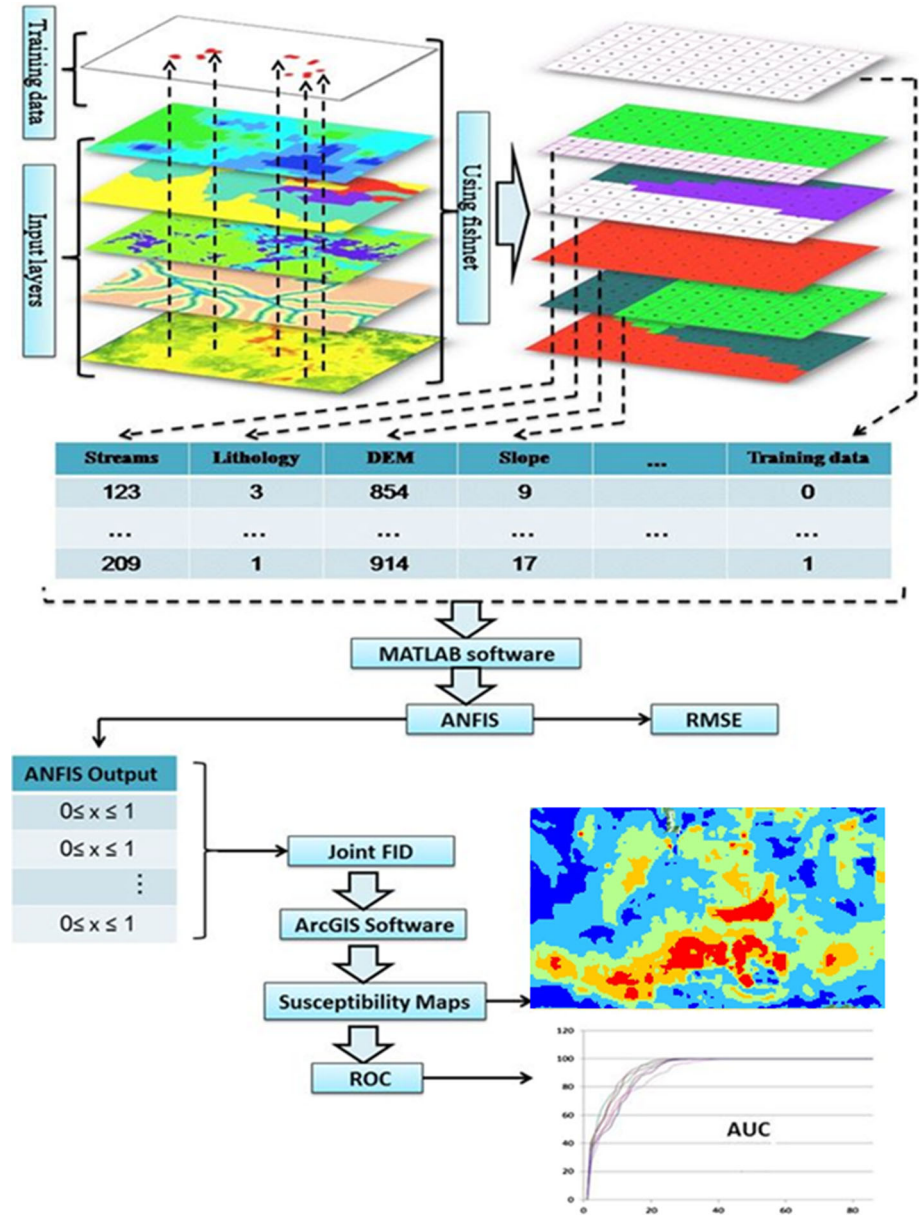 Training data
Input layers
Using fishnet
Streams Lithology DEM Slope ... Training data
123 3 854 9 0
... ... ... ... ... ...
209 1 914 17 1
MATLAB software
ANFIS RMSE
ANFIS Output
0≤ x ≤ 1
0≤ x ≤ 1
⋮
0≤ x ≤ 1
Joint FID
ArcGIS Software
Susceptibility Maps
ROC
120
100
80
60
40
20
0
AUC
0 20 40 60 80